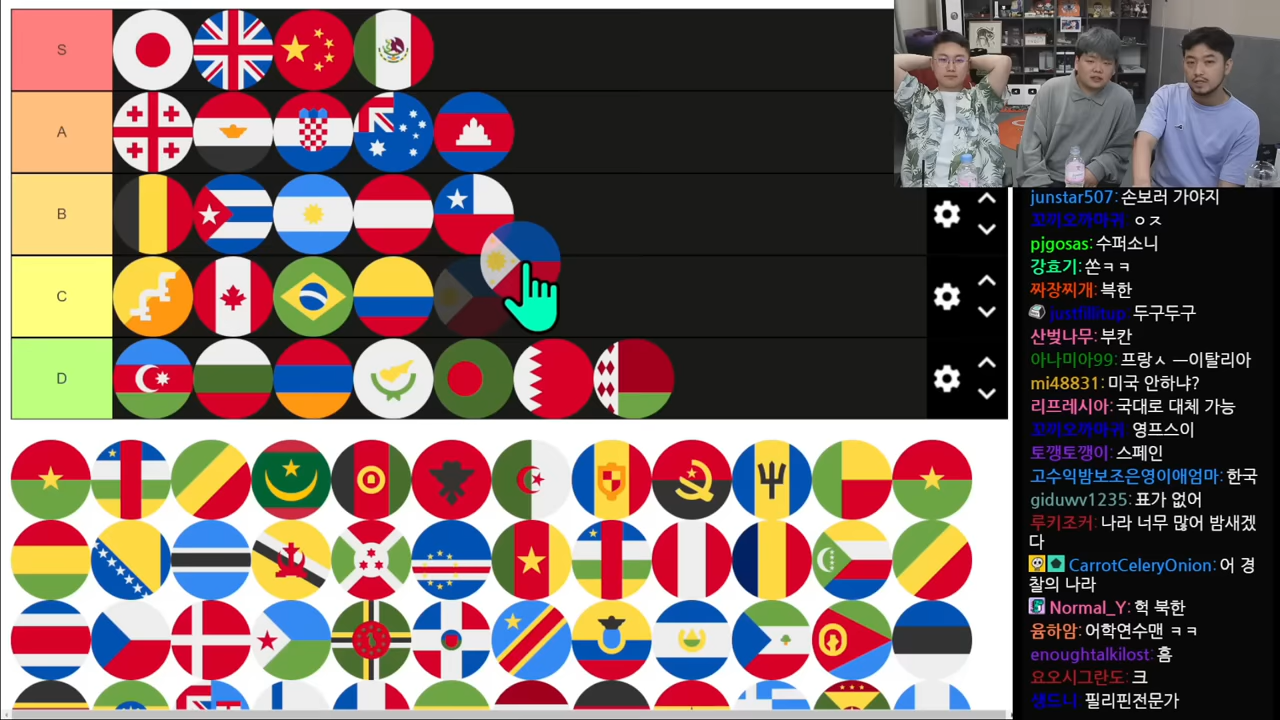 S
A
B
C
D
junstar507: 손보러 가야지
꼬끼오까마귀: ㅇㅈ
pjgosas: 수퍼소니
강효기: 쏜ㅋㅋ
짜장찌개: 븍한
justfillitup: 두구두구
산벚나무: 부칸
아나미아99: 프랑ㅅ ㅡ이탈리아
mi48831: 미국 안하냐?
리프레시아: 국대로 대체 가능
꼬끼오까마귀: 영프스이
토깽토깽이: 스페인
고수익밤보조은영이애엄마: 한국
giduwv1235: 표가 없어
루키조커: 나라 너무 많어 밤새겠
다
CarrotCeleryOnion: 어 경
찰의 나라
Normal_Y: 헉 북한
융하암: 어학연수맨 ㅋㅋ
enoughtalkilost: 흠
요오시그란도: 크
생드니: 필리핀전문가